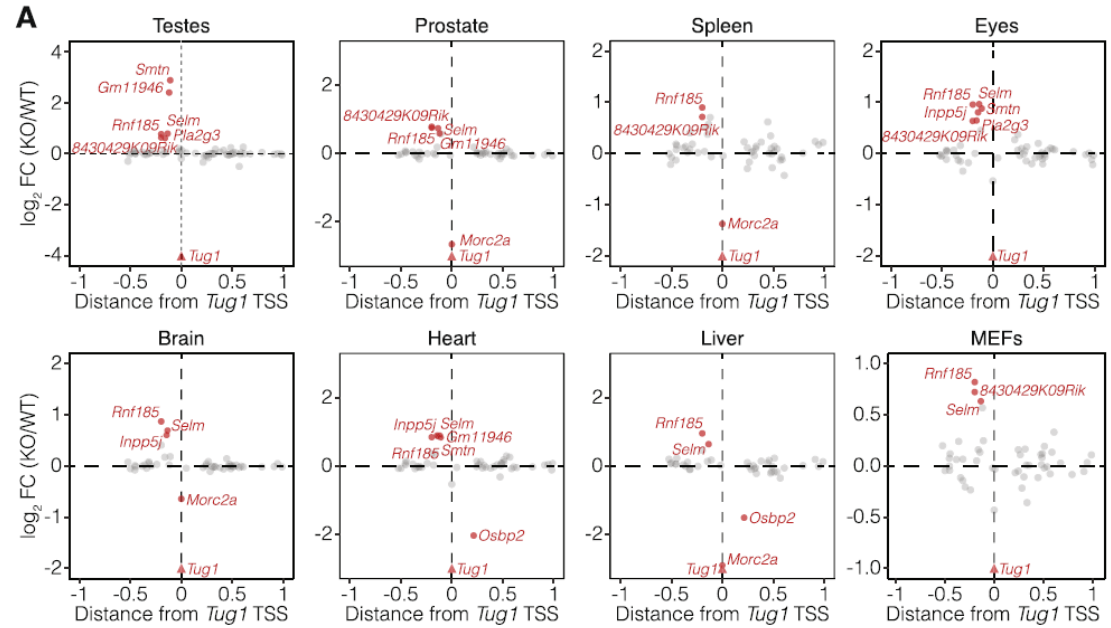 A
Testes
Prostate
Spleen
Eyes
log2 FC (KO/WT)
4
2
0
-2
-4
Smtn
Gm11946
Rnf185
Selm
Pla2g3
8430429K09Rik
Tug1
-1
-0.5
0
0.5
1
Distance from Tug1 TSS
2
0
-2
8430429K09Rik
Rnf185
Selm
Gm11946
Morc2a
Tug1
-1
-0.5
0
0.5
1
Distance from Tug1 TSS
2
1
0
-1
-2
Rnf185
8430429K09Rik
Morc2a
Tug1
-1
-0.5
0
0.5
1
Distance from Tug1 TSS
2
1
0
-1
-2
Rnf185
Selm
Inpp5j
Smtn
Pla2g3
8430429K09Rik
Tug1
-1
-0.5
0
0.5
1
Distance from Tug1 TSS
Brain
Heart
Liver
MEFs
log2 FC (KO/WT)
2
1
0
-1
-2
Rnf185
Selm
Inpp5j
Morc2a
Tug1
-1
-0.5
0
0.5
1
Distance from Tug1 TSS
2
0
-2
Inpp5j
Selm
Gm11946
Rnf185
Smtn
Osbp2
Tug1
-1
-0.5
0
0.5
1
Distance from Tug1 TSS
2
0
-2
Rnf185
Selm
Osbp2
Morc2a
Tug1
-1
-0.5
0
0.5
1
Distance from Tug1 TSS
1.0
0.5
0
-0.5
-1.0
Rnf185
8430429K09Rik
Selm
Tug1
-1
-0.5
0
0.5
1
Distance from Tug1 TSS